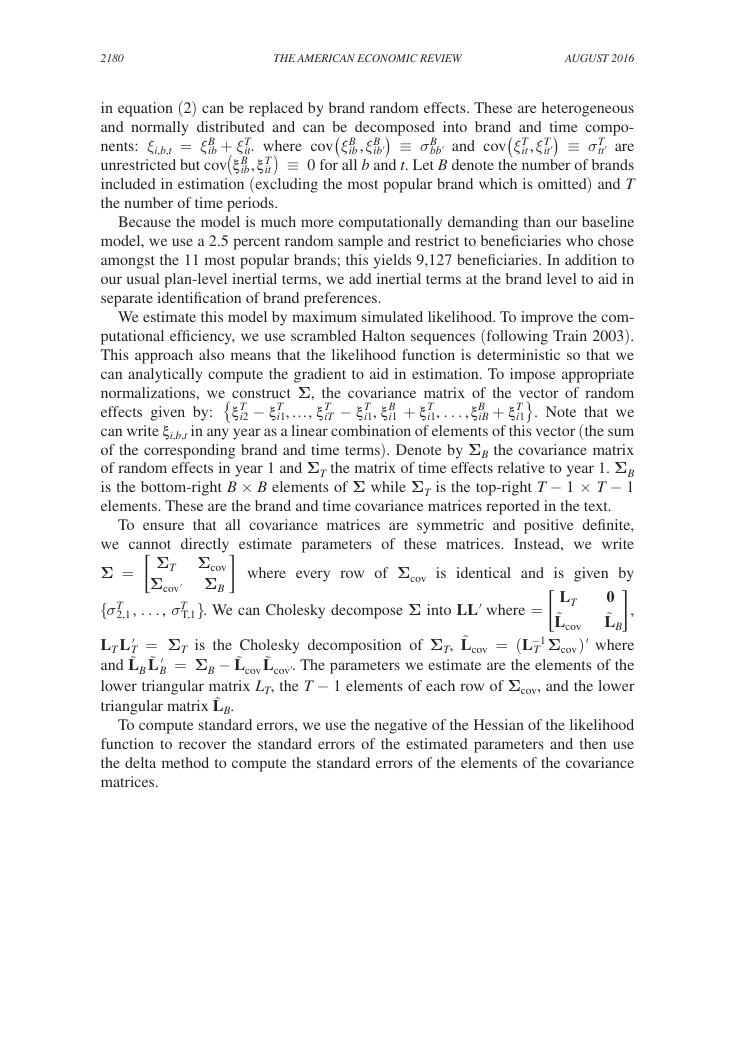 2180 THE AMERICAN ECONOMIC REVIEW AUGUST 2016
in equation (2) can be replaced by brand random effects. These are heterogeneous
and normally distributed and can be decomposed into brand and time compo-
nents: ξ_{i,b,t} = ξ^B_{ib} + ξ^T_{it}. where cov(ξ^B_{ib}, ξ^B_{ib′}) ≡ σ^B_{bb′} and cov(ξ^T_{it}, ξ^T_{it′}) ≡ σ^T_{tt′} are
unrestricted but cov(ξ^B_{ib}, ξ^T_{it}) ≡ 0 for all b and t. Let B denote the number of brands
included in estimation (excluding the most popular brand which is omitted) and T
the number of time periods.
Because the model is much more computationally demanding than our baseline
model, we use a 2.5 percent random sample and restrict to beneficiaries who chose
amongst the 11 most popular brands; this yields 9,127 beneficiaries. In addition to
our usual plan-level inertial terms, we add inertial terms at the brand level to aid in
separate identification of brand preferences.
We estimate this model by maximum simulated likelihood. To improve the com-
putational efficiency, we use scrambled Halton sequences (following Train 2003).
This approach also means that the likelihood function is deterministic so that we
can analytically compute the gradient to aid in estimation. To impose appropriate
normalizations, we construct Σ, the covariance matrix of the vector of random
effects given by: {ξ^T_{i2} − ξ^T_{i1}, ..., ξ^T_{iT} − ξ^T_{i1}, ξ^B_{i1} + ξ^T_{i1}, . . . , ξ^B_{iB} + ξ^T_{i1}}. Note that we
can write ξ_{i,b,t} in any year as a linear combination of elements of this vector (the sum
of the corresponding brand and time terms). Denote by Σ_B the covariance matrix
of random effects in year 1 and Σ_T the matrix of time effects relative to year 1. Σ_B
is the bottom-right B × B elements of Σ while Σ_T is the top-right T − 1 × T − 1
elements. These are the brand and time covariance matrices reported in the text.
To ensure that all covariance matrices are symmetric and positive definite,
we cannot directly estimate parameters of these matrices. Instead, we write
Σ = [Σ_T Σ_cov; Σ_cov′ Σ_B] where every row of Σ_cov is identical and is given by
{σ^T_{2,1}, . . . , σ^T_{T,1}}. We can Cholesky decompose Σ into LL′ where = [L_T 0; L̃_cov L̃_B],
L_T L′_T = Σ_T is the Cholesky decomposition of Σ_T, L̃_cov = (L_T^{−1} Σ_cov)′ where
and L̃_B L̃′_B = Σ_B − L̃_cov L̃_cov′. The parameters we estimate are the elements of the
lower triangular matrix L_T, the T − 1 elements of each row of Σ_cov, and the lower
triangular matrix L̃_B.
To compute standard errors, we use the negative of the Hessian of the likelihood
function to recover the standard errors of the estimated parameters and then use
the delta method to compute the standard errors of the elements of the covariance
matrices.